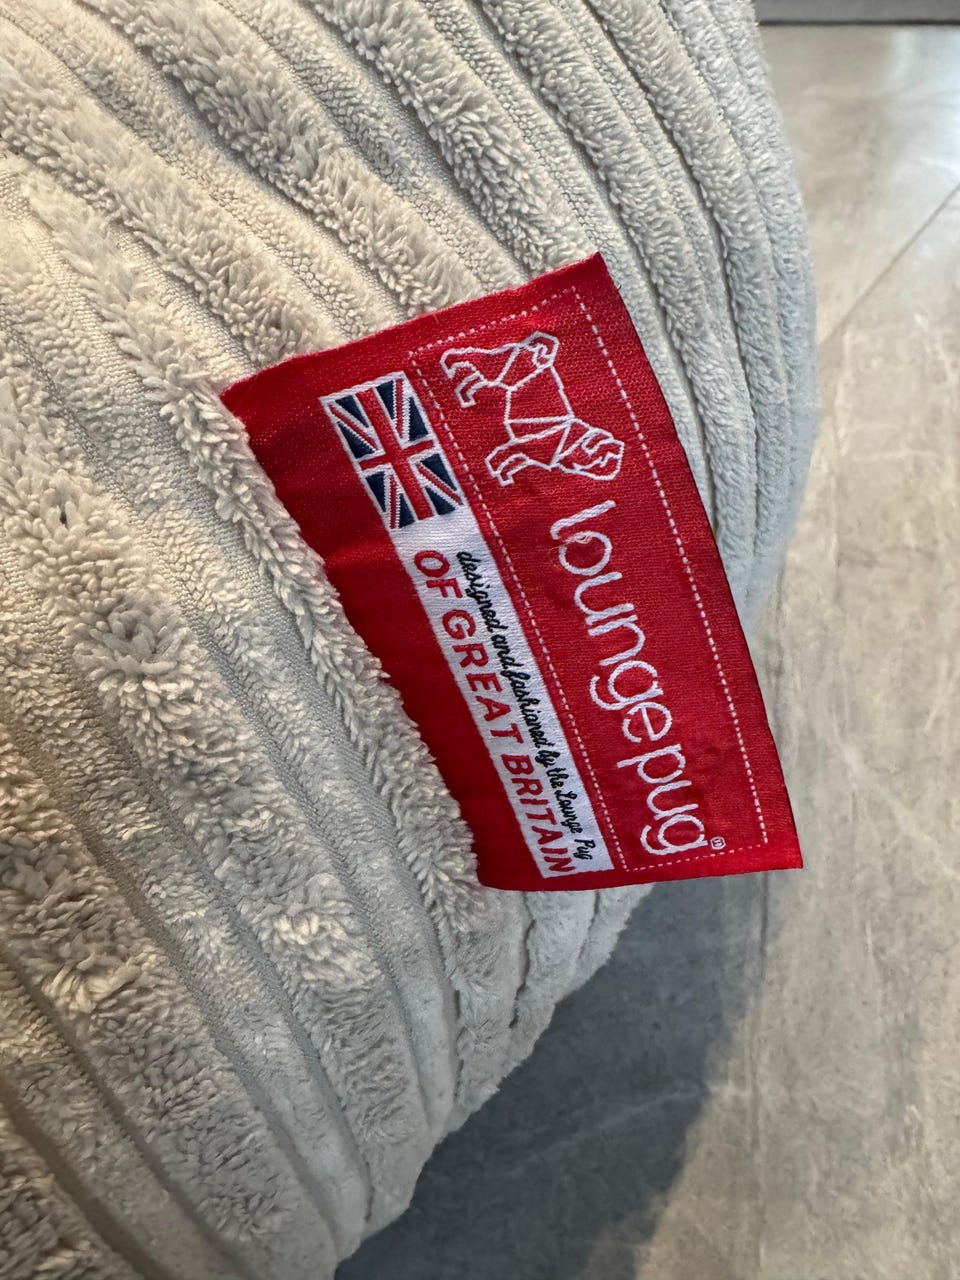 loungepug®
designed and fashioned by the Lounge Pug
OF GREAT BRITAIN